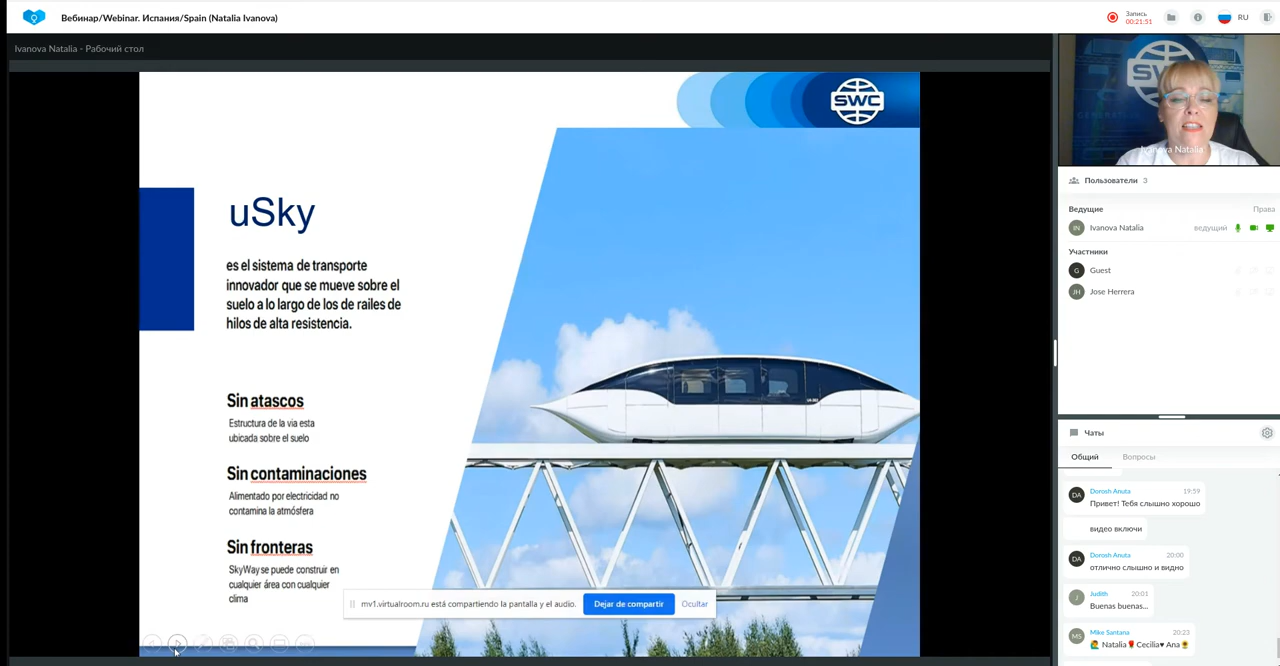 Вебинар/Webinar. Испания/Spain (Natalia Ivanova)
Запись
00:21:51
RU
Ivanova Natalia - Рабочий стол
SWC
uSky
es el sistema de transporte
innovador que se mueve sobre el
suelo a lo largo de los de railes de
hilos de alta resistencia.
Sin atascos
Estructura de la via esta
ubicada sobre el suelo
Sin contaminaciones
Alimentado por electricidad no
contamina la atmósfera
Sin fronteras
SkyWay se puede construir en
cualquier área con cualquier
clima
mv1.virtualroom.ru está compartiendo la pantalla y el audio.
Dejar de compartir
Ocultar
Ivanova Natalia
Пользователи 3
Ведущие
Права
IN
Ivanova Natalia
ведущий
Участники
G
Guest
JH
Jose Herrera
Чаты
Общий
Вопросы
DA
Dorosh Anuta 19:59
Привет! Тебя слышно хорошо
видео включи
DA
Dorosh Anuta 20:00
отлично слышно и видно
J
Judith 20:01
Buenas buenas...
MS
Mike Santana 20:23
🙋‍♂️ Natalia🌹Cecilia♥ Ana🌻